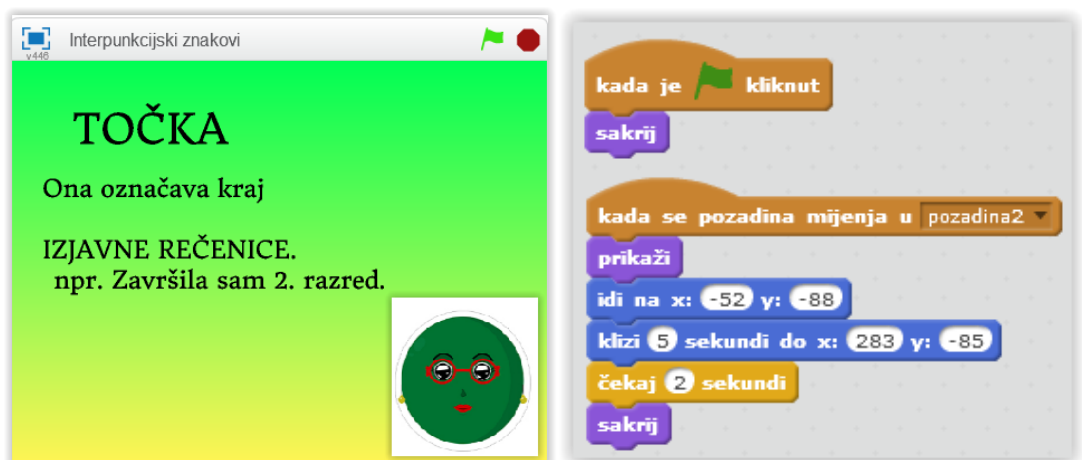 Interpunkcijski znakovi
v446
TOČKA
Ona označava kraj
IZJAVNE REČENICE.
npr. Završila sam 2. razred.
kada je kliknut
sakrij
kada se pozadina mijenja u pozadina2
prikaži
idi na x: -52 y: -88
klizi 5 sekundi do x: 283 y: -85
čekaj 2 sekundi
sakrij